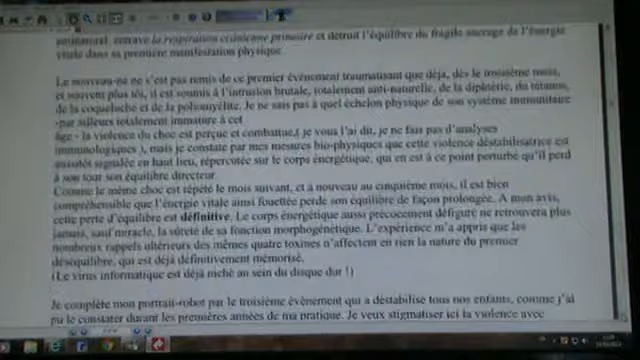 entrave la respiration crânienne primaire et détruit l'équilibre du fragile ancrage de l'énergie
vitale dans sa première manifestation physique.
Le nouveau-né ne s'est pas remis de ce premier événement traumatisant que déjà, dès le troisième mois,
et souvent plus tôt, il est soumis à l'intrusion brutale, totalement anti-naturelle, de la diphtérie, du tétanos,
de la coqueluche et de la polyomyélite. Je ne sais pas à quel échelon physique de son système immunitaire
-par ailleurs totalement immature à cet
âge - la violence du choc est perçue et combattue,( je vous l'ai dit, je ne fais pas d'analyses
immunologiques ), mais je constate par mes mesures bio-physiques que cette violence déstabilisatrice est
aussitôt signalée en haut lieu, répercutée sur le corps énergétique, qui en est à ce point perturbé qu'il perd
à son tour son équilibre directeur.
Comme le même choc est répété le mois suivant, et à nouveau au cinquième mois, il est bien
compréhensible que l'énergie vitale ainsi fouettée perde son équilibre de façon prolongée. A mon avis,
cette perte d'équilibre est définitive. Le corps énergétique aussi précocement défiguré ne retrouvera plus
jamais, sauf miracle, la sûreté de sa fonction morphogénétique. L'expérience m'a appris que les
nombreux rappels ultérieurs des mêmes quatre toxines n'affectent en rien la nature du premier
déséquilibre, qui est déjà définitivement mémorisé.
(Le virus informatique est déjà niché au sein du disque dur !)
Je complète mon portrait-robot par le troisième événement qui a déstabilisé tous nos enfants, comme j'ai
pu le constater durant les premières années de ma pratique. Je veux stigmatiser ici la violence avec